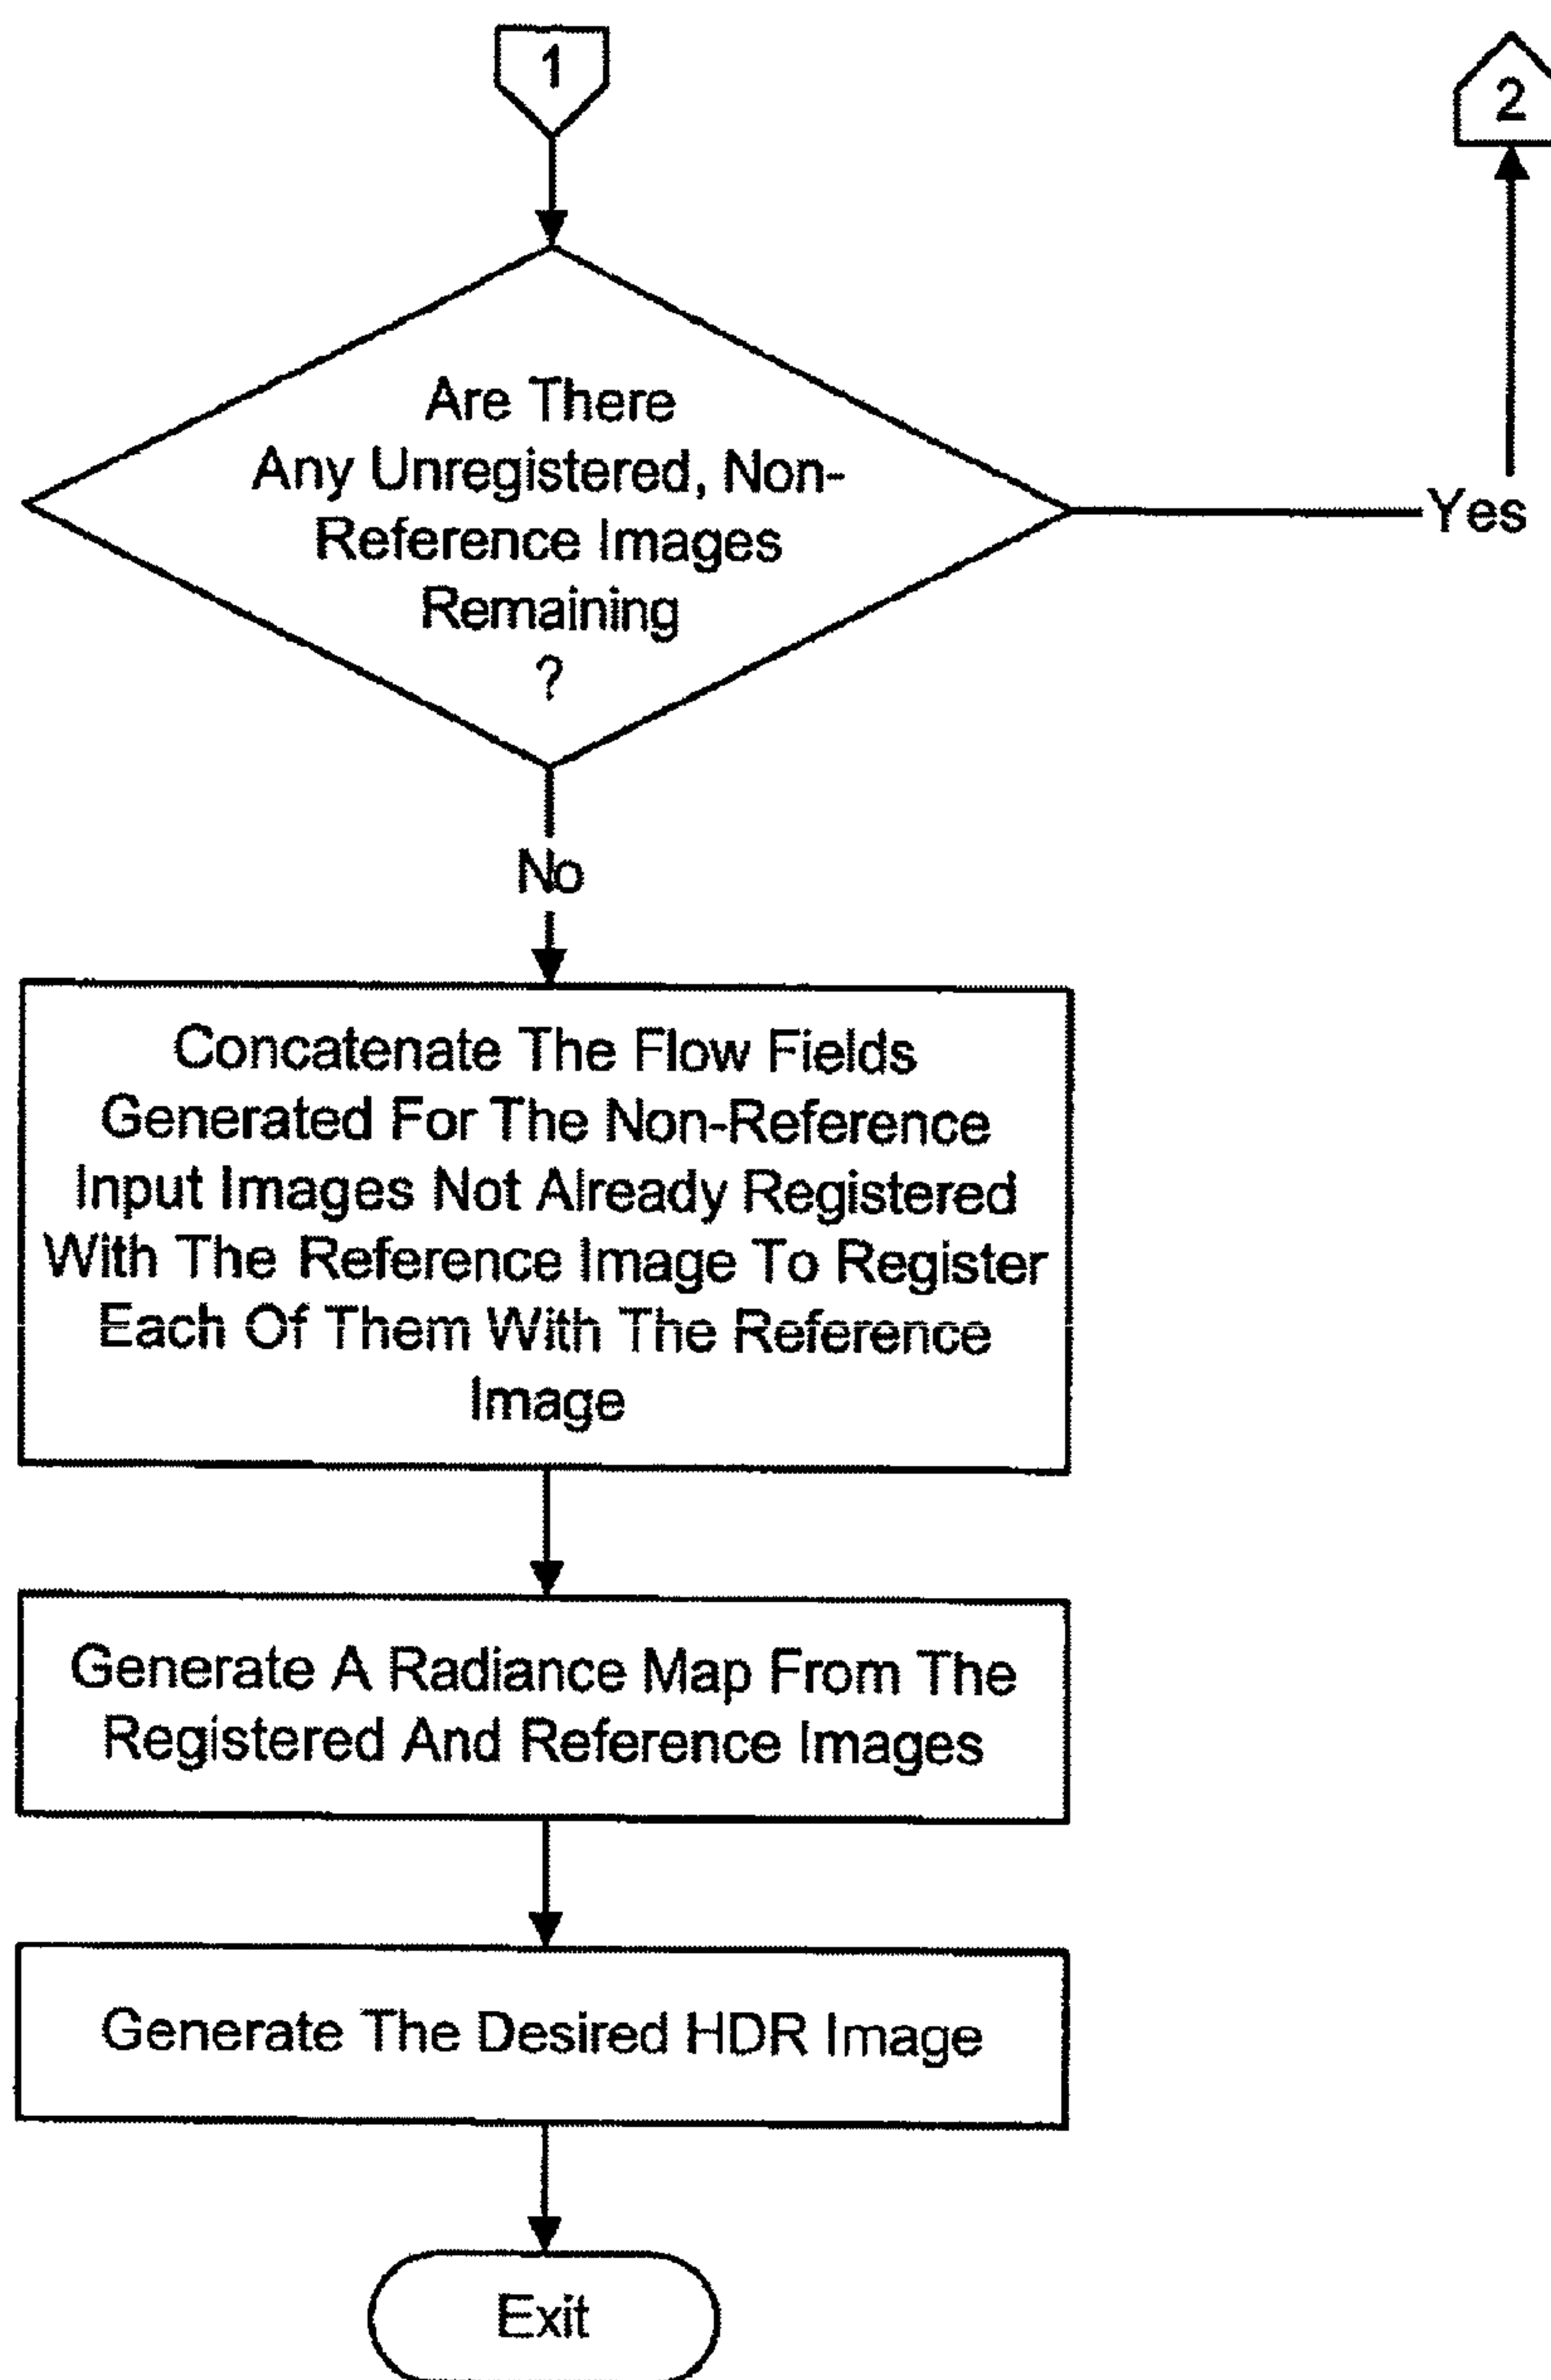 1
2
Are There
Any Unregistered, Non-
Reference Images
Remaining
?
Yes
No
Concatenate The Flow Fields
Generated For The Non-Reference
Input Images Not Already Registered
With The Reference Image To Register
Each Of Them With The Reference
Image
Generate A Radiance Map From The
Registered And Reference Images
Generate The Desired HDR Image
Exit